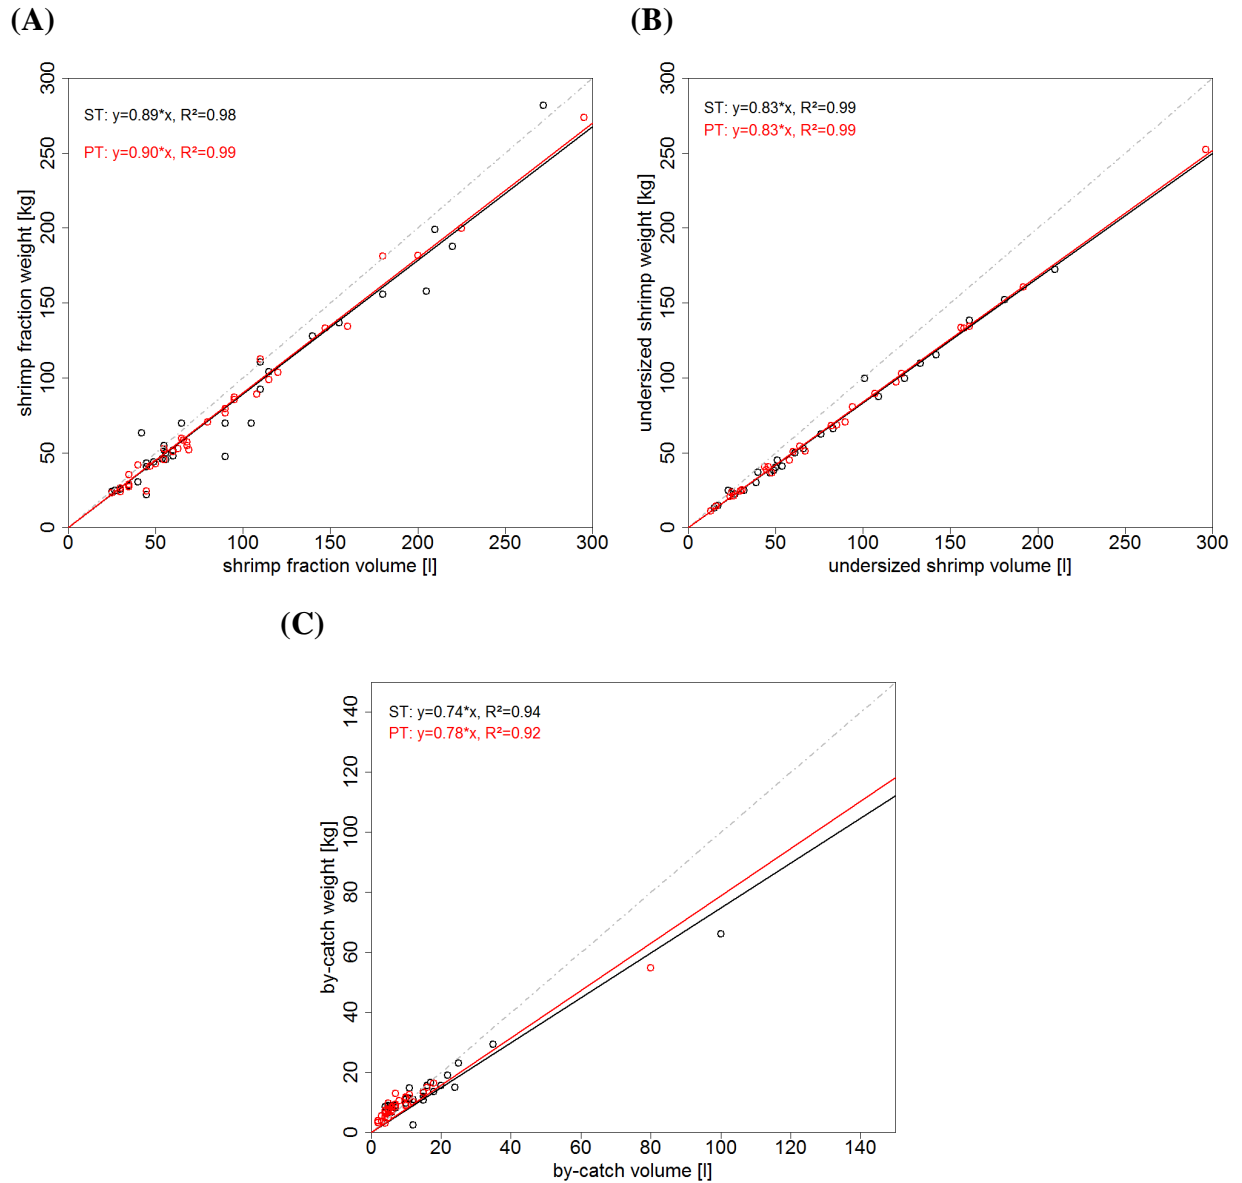 (A)
(B)
ST: y=0.89*x, R²=0.98
PT: y=0.90*x, R²=0.99
shrimp fraction weight [kg]
0 50 100 150 200 250 300
0 50 100 150 200 250 300
shrimp fraction volume [l]
ST: y=0.83*x, R²=0.99
PT: y=0.83*x, R²=0.99
undersized shrimp weight [kg]
0 50 100 150 200 250 300
0 50 100 150 200 250 300
undersized shrimp volume [l]
(C)
ST: y=0.74*x, R²=0.94
PT: y=0.78*x, R²=0.92
by-catch weight [kg]
0 20 40 60 80 100 120 140
0 20 40 60 80 100 120 140
by-catch volume [l]